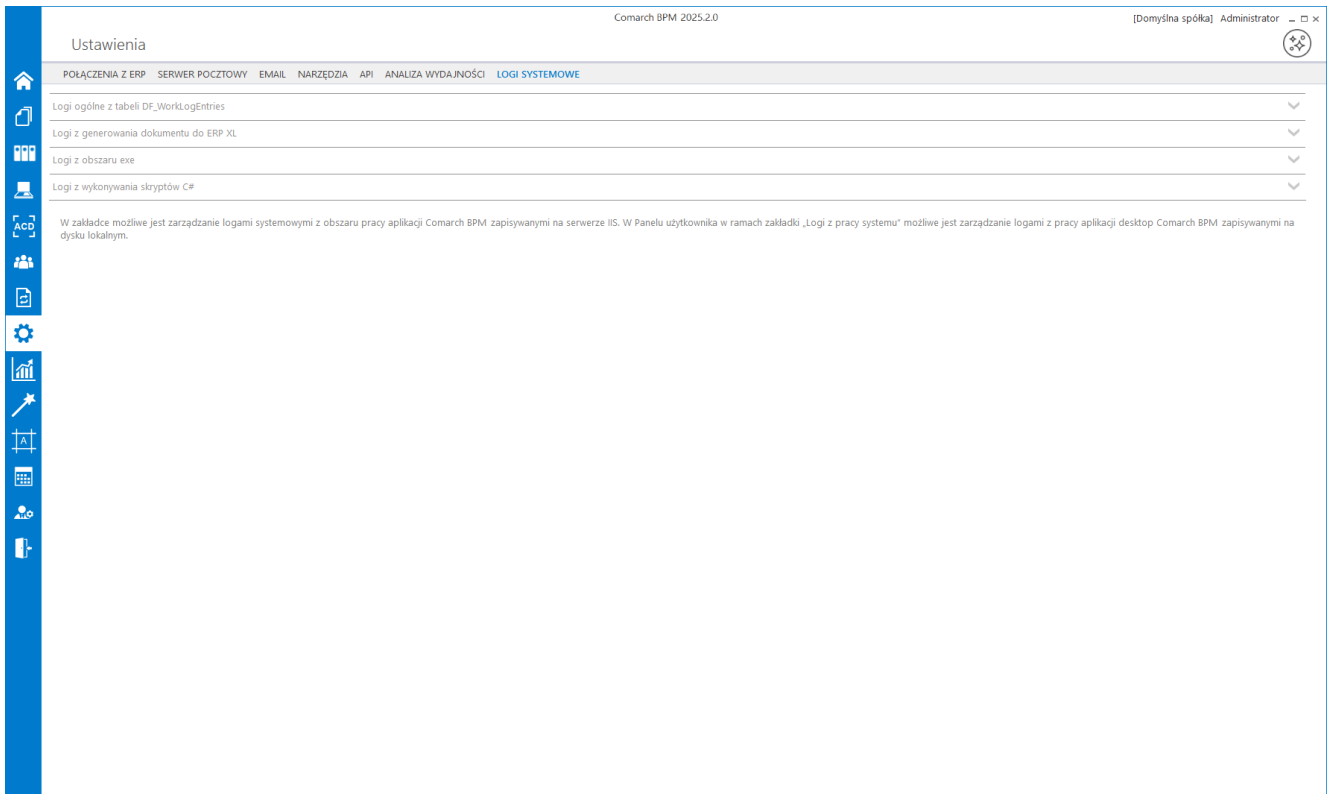 Comarch BPM 2025.2.0
[Domyślna spółka] Administrator
Ustawienia
POŁĄCZENIA Z ERP SERWER POCZTOWY EMAIL NARZĘDZIA API ANALIZA WYDAJNOŚCI LOGI SYSTEMOWE
Logi ogólne z tabeli DF_WorkLogEntries
Logi z generowania dokumentu do ERP XL
Logi z obszaru exe
Logi z wykonywania skryptów C#
W zakładce możliwe jest zarządzanie logami systemowymi z obszaru pracy aplikacji Comarch BPM zapisywanymi na serwerze IIS. W Panelu użytkownika w ramach zakładki „Logi z pracy systemu" możliwe jest zarządzanie logami z pracy aplikacji desktop Comarch BPM zapisywanymi na
dysku lokalnym.
ACD
A